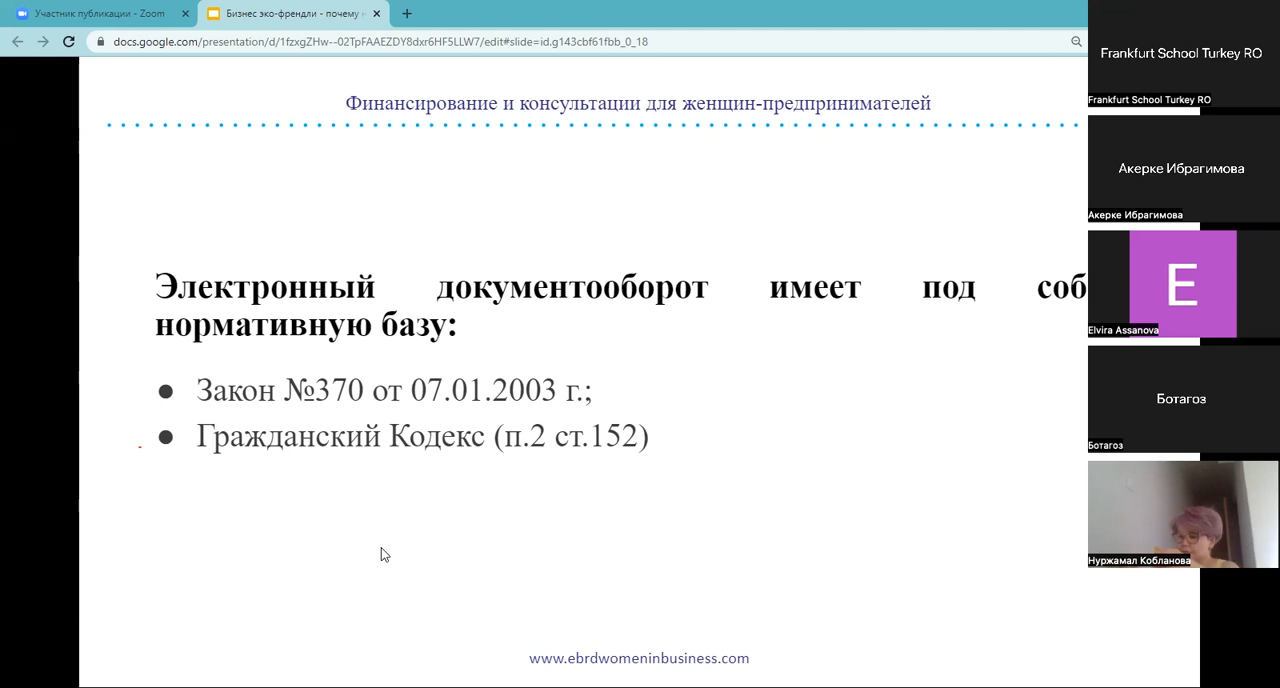 Участник публикации - Zoom
Бизнес эко-френдли - почему
docs.google.com/presentation/d/1fzxgZHw--02TpFAAEZDY8dxr6HF5LLW7/edit#slide=id.g143cbf61fbb_0_18
Финансирование и консультации для женщин-предпринимателей
Электронный документооборот имеет под соб
нормативную базу:
● Закон №370 от 07.01.2003 г.;
● Гражданский Кодекс (п.2 ст.152)
www.ebrdwomeninbusiness.com
Frankfurt School Turkey RO
Frankfurt School Turkey RO
Акерке Ибрагимова
Акерке Ибрагимова
E
Elvira Assanova
Ботагоз
Ботагоз
Нуржамал Кобланова